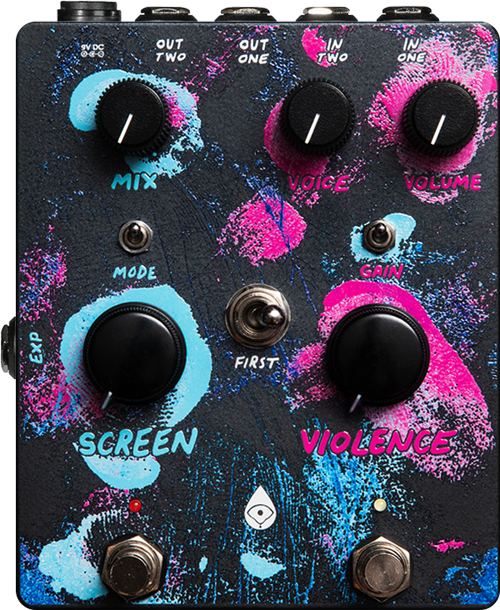 9V DC
OUT TWO
OUT ONE
IN TWO
IN ONE
MIX
VOICE
VOLUME
MODE
GAIN
EXP
FIRST
SCREEN
VIOLENCE